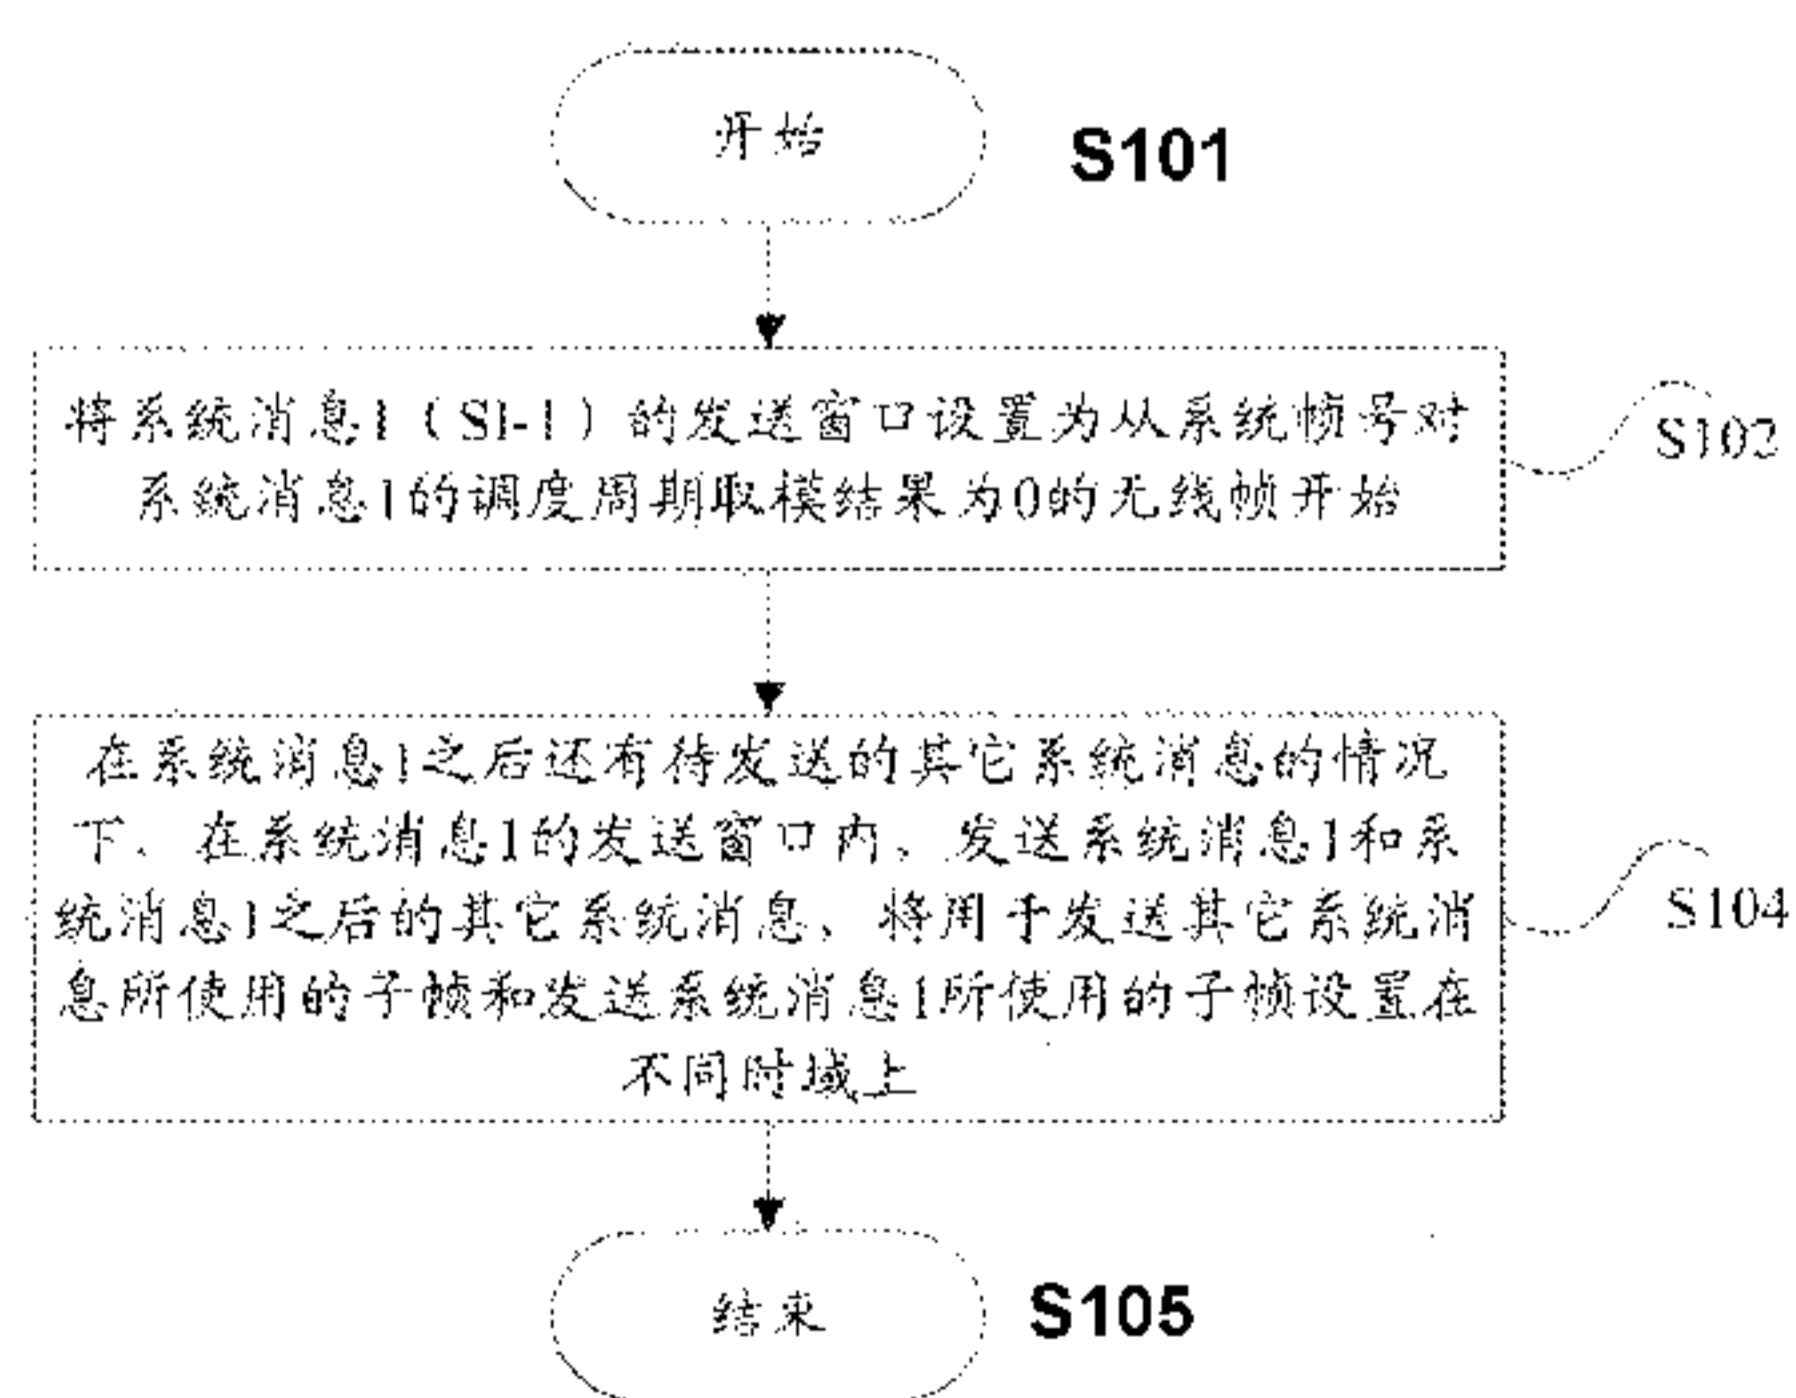 开始
S101
将系统消息1（SI-1）的发送窗口设置为从系统帧号对
系统消息1的调度周期取模结果为0的无线帧开始
S102
在系统消息1之后还有待发送的其它系统消息的情况
下，在系统消息1的发送窗口内，发送系统消息1和系
统消息1之后的其它系统消息，将用于发送其它系统消
息所使用的子帧和发送系统消息1所使用的子帧设置在
不同时域上
S104
结束
S105